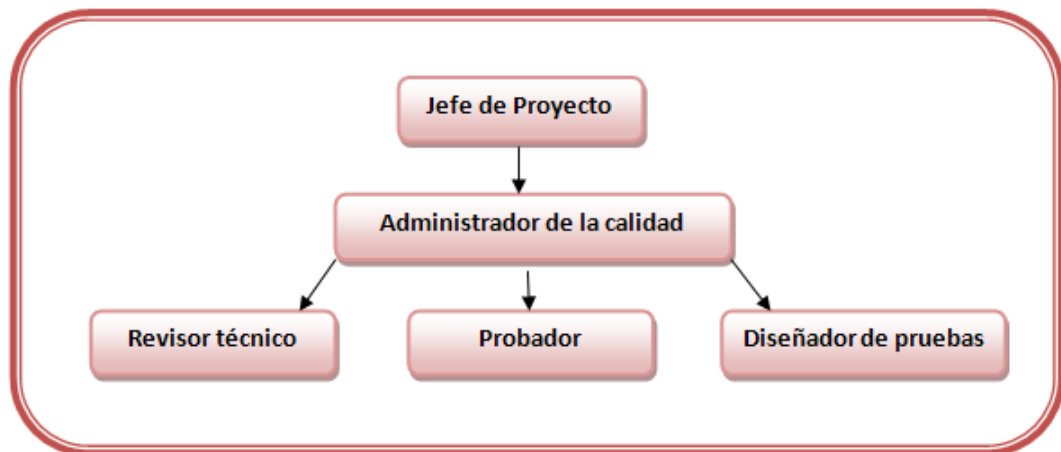 Jefe de Proyecto
Administrador de la calidad
Revisor técnico
Probador
Diseñador de pruebas